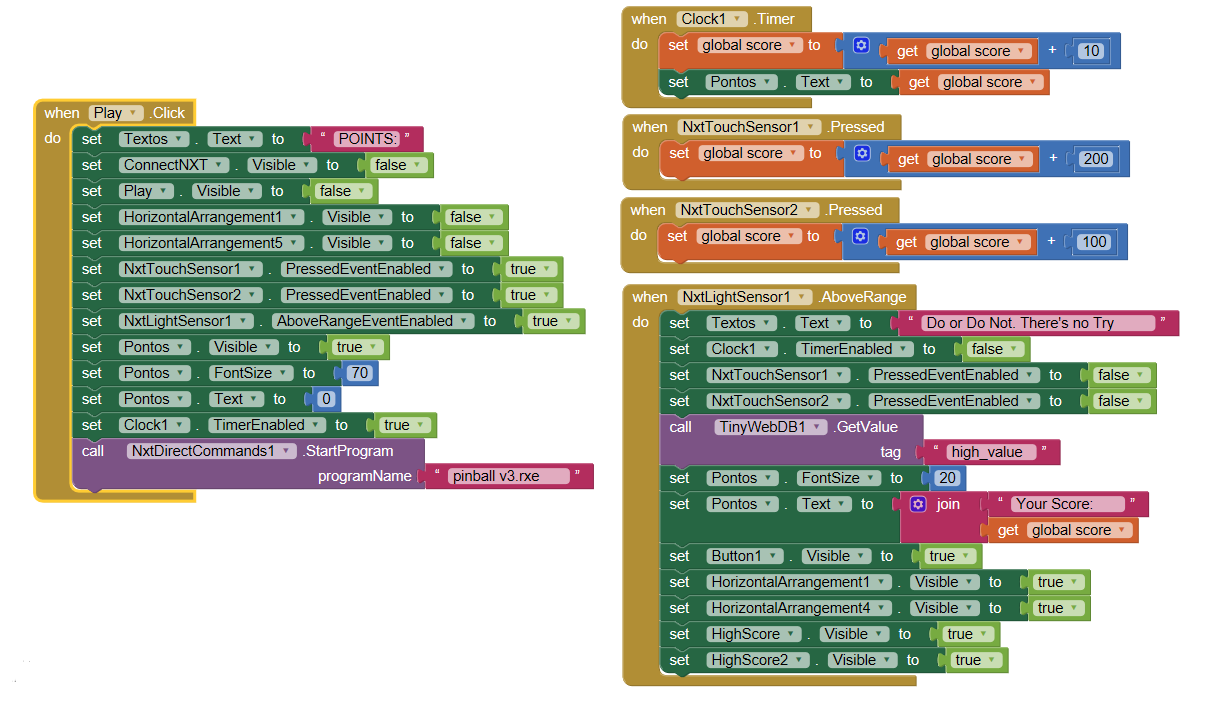 when Play .Click
do set Textos . Text to " POINTS: "
set ConnectNXT . Visible to false
set Play . Visible to false
set HorizontalArrangement1 . Visible to false
set HorizontalArrangement5 . Visible to false
set NxtTouchSensor1 . PressedEventEnabled to true
set NxtTouchSensor2 . PressedEventEnabled to true
set NxtLightSensor1 . AboveRangeEventEnabled to true
set Pontos . Visible to true
set Pontos . FontSize to 70
set Pontos . Text to 0
set Clock1 . TimerEnabled to true
call NxtDirectCommands1 .StartProgram
programName " pinball v3.rxe "
when Clock1 .Timer
do set global score to get global score + 10
set Pontos . Text to get global score
when NxtTouchSensor1 .Pressed
do set global score to get global score + 200
when NxtTouchSensor2 .Pressed
do set global score to get global score + 100
when NxtLightSensor1 .AboveRange
do set Textos . Text to " Do or Do Not. There's no Try "
set Clock1 . TimerEnabled to false
set NxtTouchSensor1 . PressedEventEnabled to false
set NxtTouchSensor2 . PressedEventEnabled to false
call TinyWebDB1 .GetValue
tag " high_value "
set Pontos . FontSize to 20
set Pontos . Text to join " Your Score: "
get global score
set Button1 . Visible to true
set HorizontalArrangement1 . Visible to true
set HorizontalArrangement4 . Visible to true
set HighScore . Visible to true
set HighScore2 . Visible to true